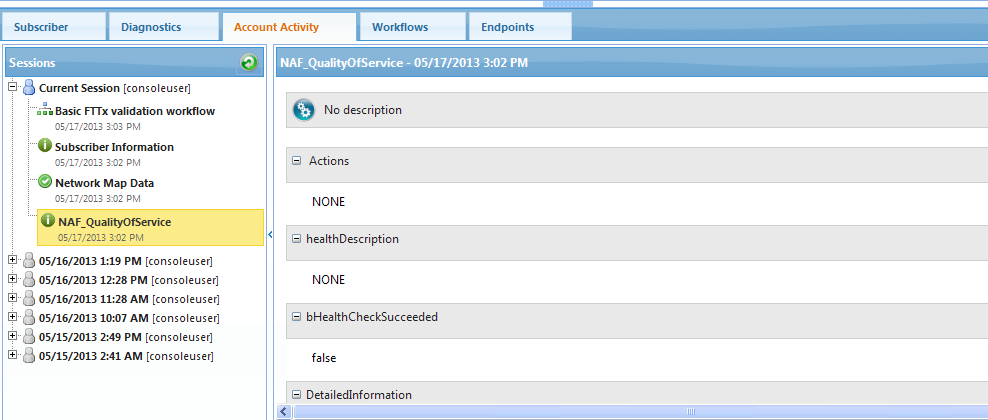 Subscriber
Diagnostics
Account Activity
Workflows
Endpoints
Sessions
Current Session [consoleuser]
Basic FTTx validation workflow
05/17/2013 3:03 PM
Subscriber Information
05/17/2013 3:02 PM
Network Map Data
05/17/2013 3:02 PM
NAF_QualityOfService
05/17/2013 3:02 PM
05/16/2013 1:19 PM [consoleuser]
05/16/2013 12:28 PM [consoleuser]
05/16/2013 11:28 AM [consoleuser]
05/16/2013 10:07 AM [consoleuser]
05/15/2013 2:49 PM [consoleuser]
05/15/2013 2:41 AM [consoleuser]
NAF_QualityOfService - 05/17/2013 3:02 PM
No description
Actions
NONE
healthDescription
NONE
bHealthCheckSucceeded
false
DetailedInformation